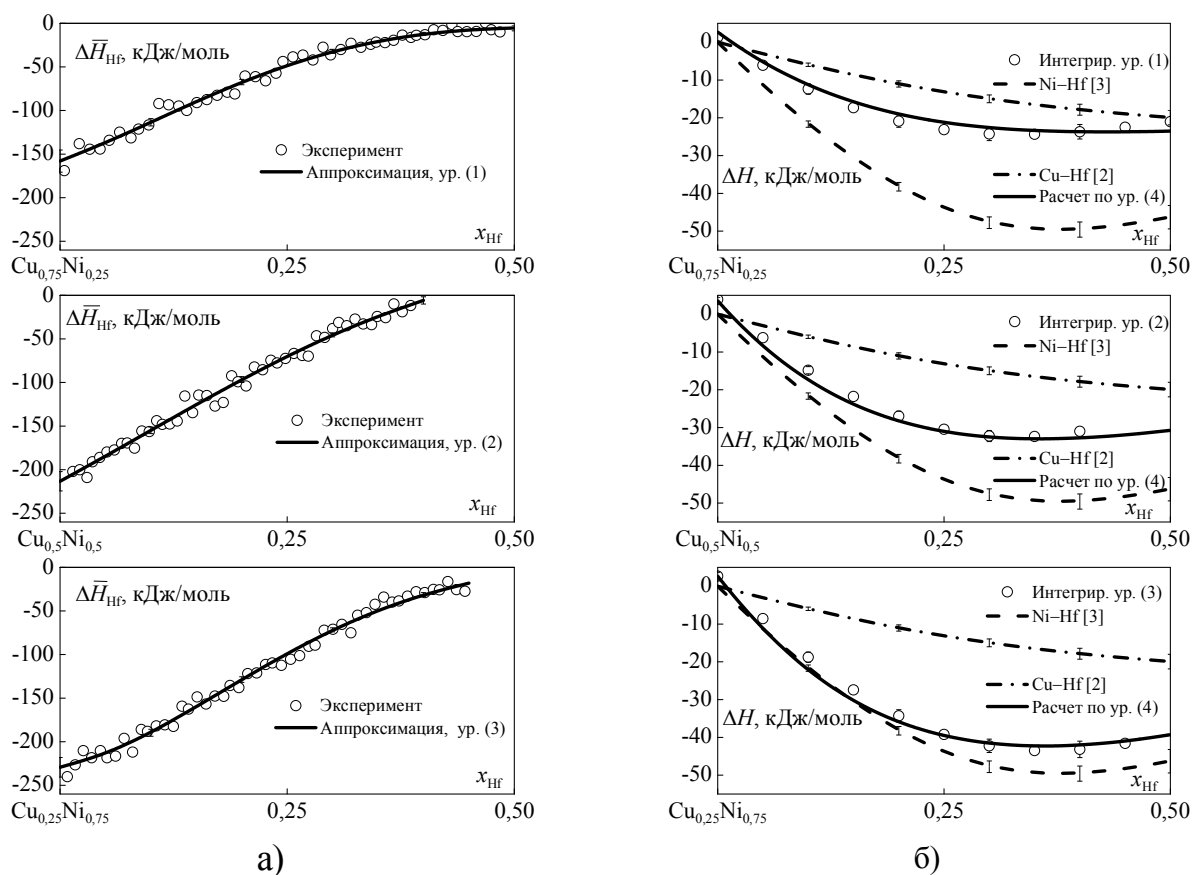 0
-50
-100
-150
-200
-250
ΔH̅Hf, кДж/моль
Эксперимент
Аппроксимация, ур. (1)
xHf
Cu0,75Ni0,25
0,25
0,50
0
-10
-20
-30
-40
-50
Интегрир. ур. (1)
Ni–Hf [3]
ΔH, кДж/моль
Cu–Hf [2]
Расчет по ур. (4)
xHf
Cu0,75Ni0,25
0,25
0,50
0
-50
-100
-150
-200
-250
ΔH̅Hf, кДж/моль
Эксперимент
Аппроксимация, ур. (2)
xHf
Cu0,5Ni0,5
0,25
0,50
0
-10
-20
-30
-40
-50
Интегрир. ур. (2)
Ni–Hf [3]
ΔH, кДж/моль
Cu–Hf [2]
Расчет по ур. (4)
xHf
Cu0,5Ni0,5
0,25
0,50
0
-50
-100
-150
-200
-250
ΔH̅Hf, кДж/моль
Эксперимент
Аппроксимация, ур. (3)
xHf
Cu0,25Ni0,75
0,25
0,50
0
-10
-20
-30
-40
-50
Интегрир. ур. (3)
Ni–Hf [3]
ΔH, кДж/моль
Cu–Hf [2]
Расчет по ур. (4)
xHf
Cu0,25Ni0,75
0,25
0,50
а)
б)